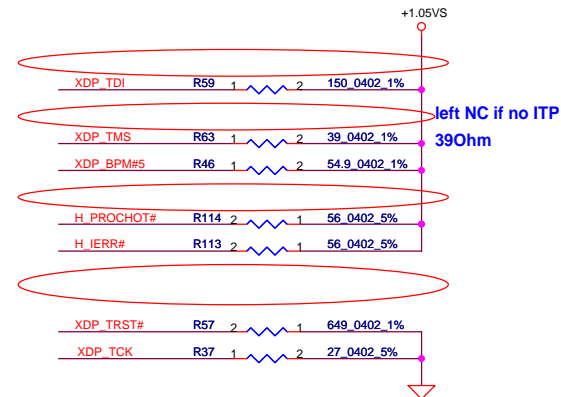 +1.05VS
XDP_TDI R59 1 2 150_0402_1%
left NC if no ITP
XDP_TMS R63 1 2 39_0402_1% 39Ohm
XDP_BPM#5 R46 1 2 54.9_0402_1%
H_PROCHOT# R114 2 1 56_0402_5%
H_IERR# R113 2 1 56_0402_5%
XDP_TRST# R57 2 1 649_0402_1%
XDP_TCK R37 1 2 27_0402_5%